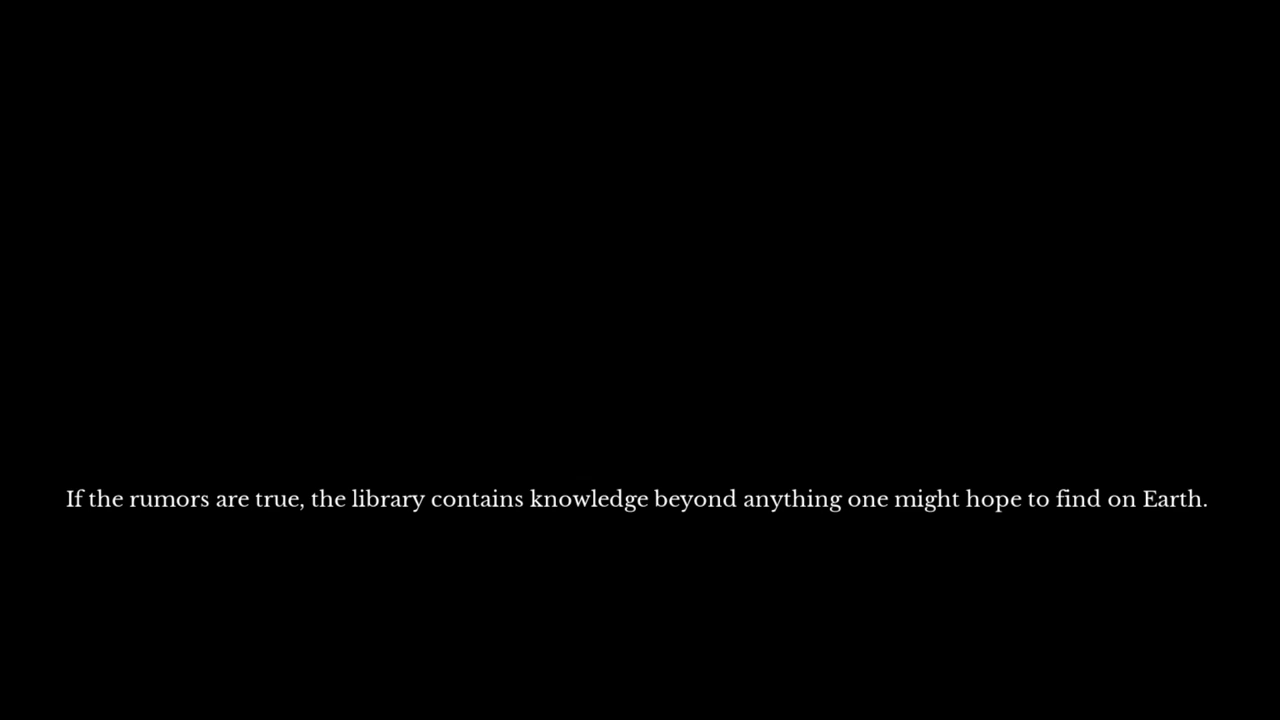 If the rumors are true, the library contains knowledge beyond anything one might hope to find on Earth.